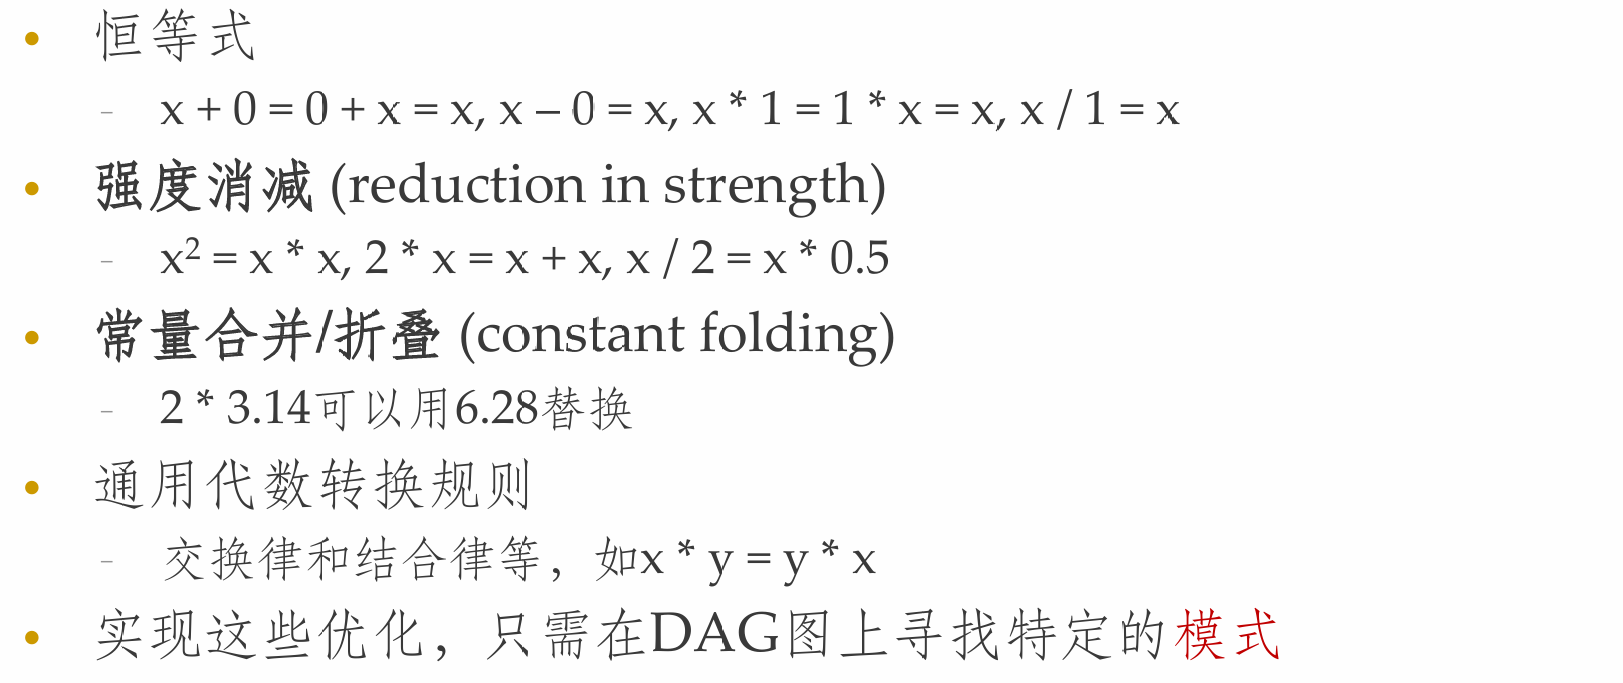 • 恒等式
– x + 0 = 0 + x = x, x – 0 = x, x * 1 = 1 * x = x, x / 1 = x
• 强度消减 (reduction in strength)
– x² = x * x, 2 * x = x + x, x / 2 = x * 0.5
• 常量合并/折叠 (constant folding)
– 2 * 3.14可以用6.28替换
• 通用代数转换规则
– 交换律和结合律等，如x * y = y * x
• 实现这些优化，只需在DAG图上寻找特定的模式